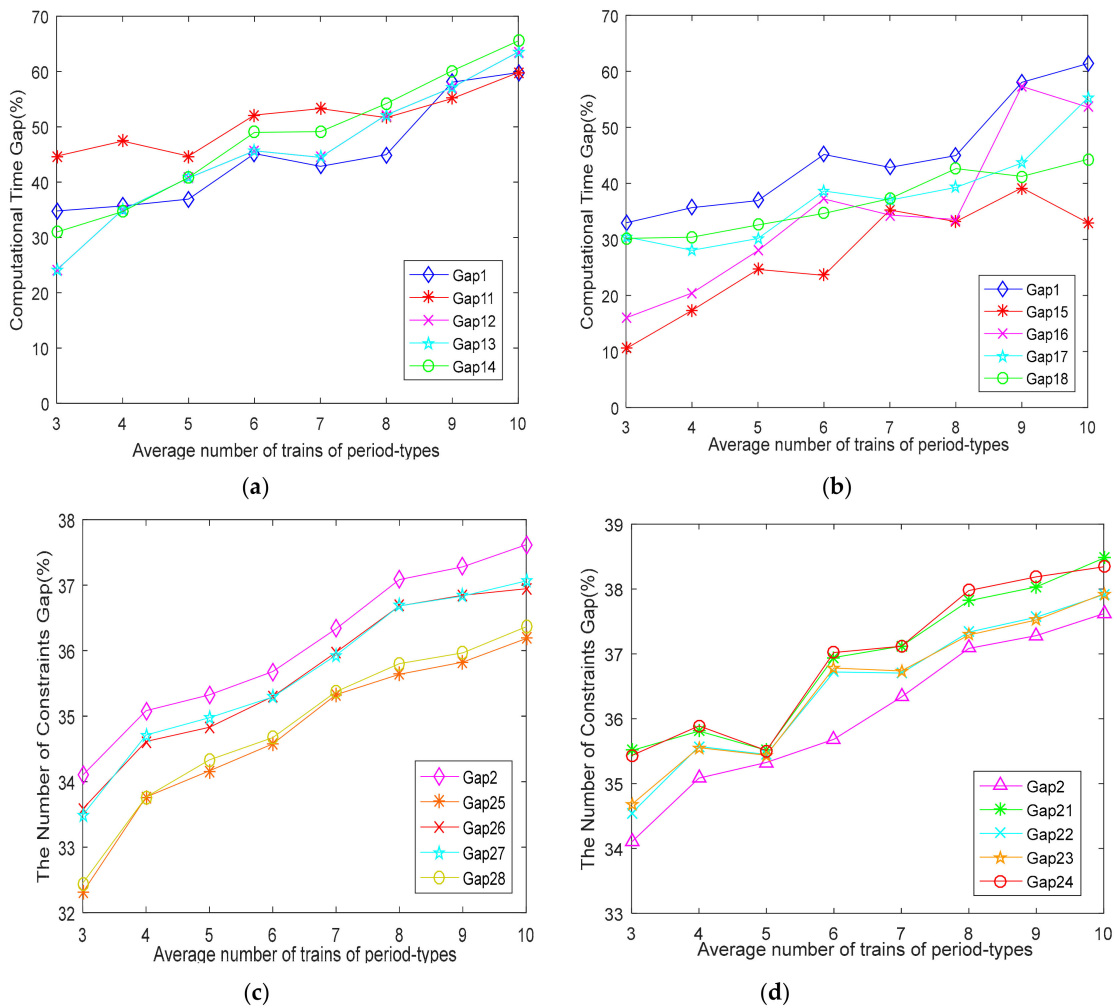 70
60
50
40
30
20
10
0
Computational Time Gap(%)
Gap1
Gap11
Gap12
Gap13
Gap14
3 4 5 6 7 8 9 10
Average number of trains of period-types
(a)
70
60
50
40
30
20
10
0
Computational Time Gap(%)
Gap1
Gap15
Gap16
Gap17
Gap18
3 4 5 6 7 8 9 10
Average number of trains of period-types
(b)
38
37
36
35
34
33
32
The Number of Constraints Gap(%)
Gap2
Gap25
Gap26
Gap27
Gap28
3 4 5 6 7 8 9 10
Average number of trains of period-types
(c)
39
38
37
36
35
34
33
The Number of Constraints Gap(%)
Gap2
Gap21
Gap22
Gap23
Gap24
3 4 5 6 7 8 9 10
Average number of trains of period-types
(d)